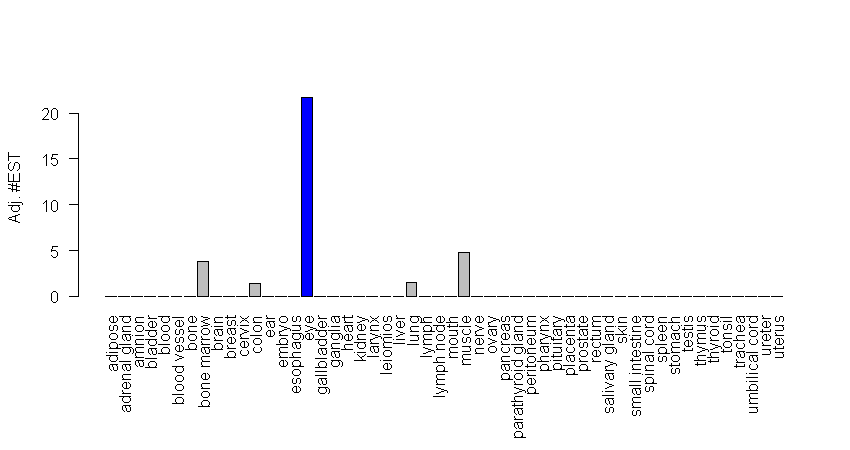 Adj. #EST
20
15
10
5
0
adipose
adrenal gland
amnion
bladder
blood
blood vessel
bone
bone marrow
brain
breast
cervix
colon
ear
embryo
esophagus
eye
gallbladder
ganglia
heart
kidney
larynx
leiomios
liver
lung
lymph
lymph node
mouth
muscle
nerve
ovary
pancreas
parathyroid gland
peritoneum
pharynx
pituitary
placenta
prostate
rectum
salivary gland
skin
small intestine
spinal cord
spleen
stomach
testis
thymus
thyroid
tonsil
trachea
umbilical cord
ureter
uterus